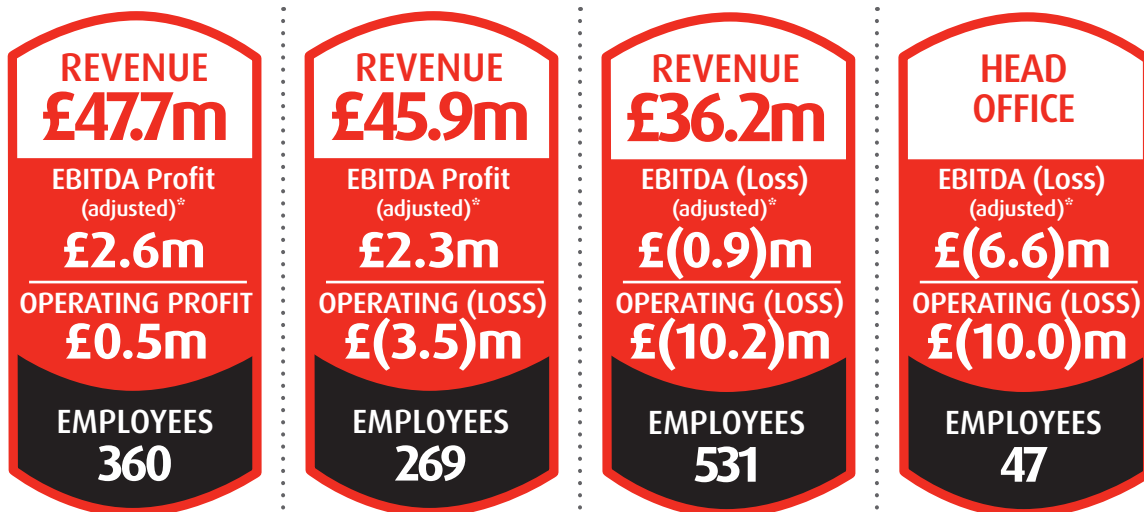 REVENUE
£47.7m
EBITDA Profit
(adjusted)*
£2.6m
OPERATING PROFIT
£0.5m
EMPLOYEES
360
REVENUE
£45.9m
EBITDA Profit
(adjusted)*
£2.3m
OPERATING (LOSS)
£(3.5)m
EMPLOYEES
269
REVENUE
£36.2m
EBITDA (Loss)
(adjusted)*
£(0.9)m
OPERATING (LOSS)
£(10.2)m
EMPLOYEES
531
HEAD
OFFICE
EBITDA (Loss)
(adjusted)*
£(6.6)m
OPERATING (LOSS)
£(10.0)m
EMPLOYEES
47